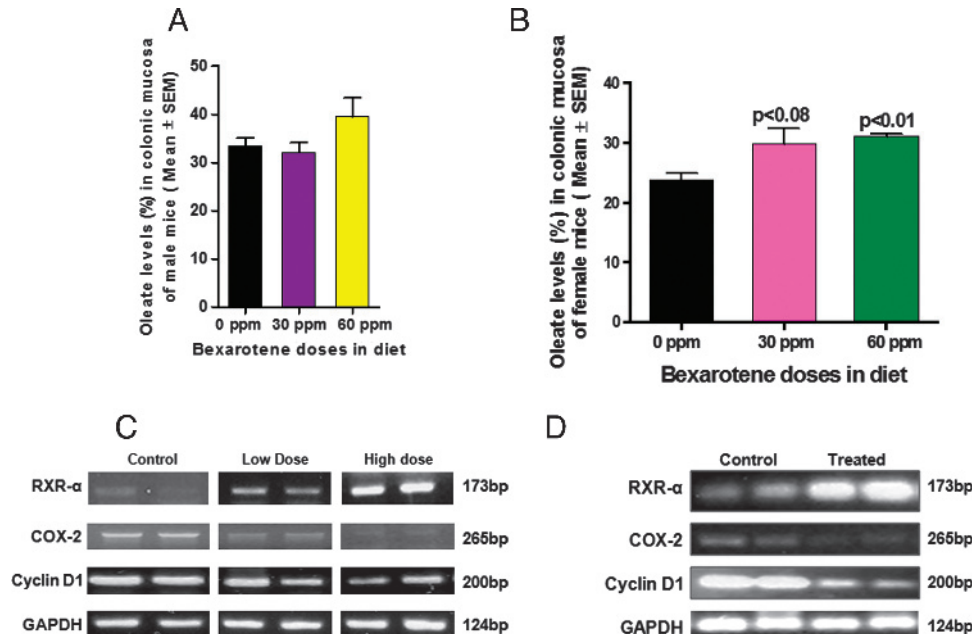 A
Oleate levels (%) in colonic mucosa
of male mice ( Mean ± SEM)
50
40
30
20
10
0
0 ppm 30 ppm 60 ppm
Bexarotene doses in diet
B
Oleate levels (%) in colonic mucosa
of female mice ( Mean ± SEM)
40
30
20
10
0
p<0.08 p<0.01
0 ppm 30 ppm 60 ppm
Bexarotene doses in diet
C
Control Low Dose High dose
RXR-α 173bp
COX-2 265bp
Cyclin D1 200bp
GAPDH 124bp
D
Control Treated
RXR-α 173bp
COX-2 265bp
Cyclin D1 200bp
GAPDH 124bp